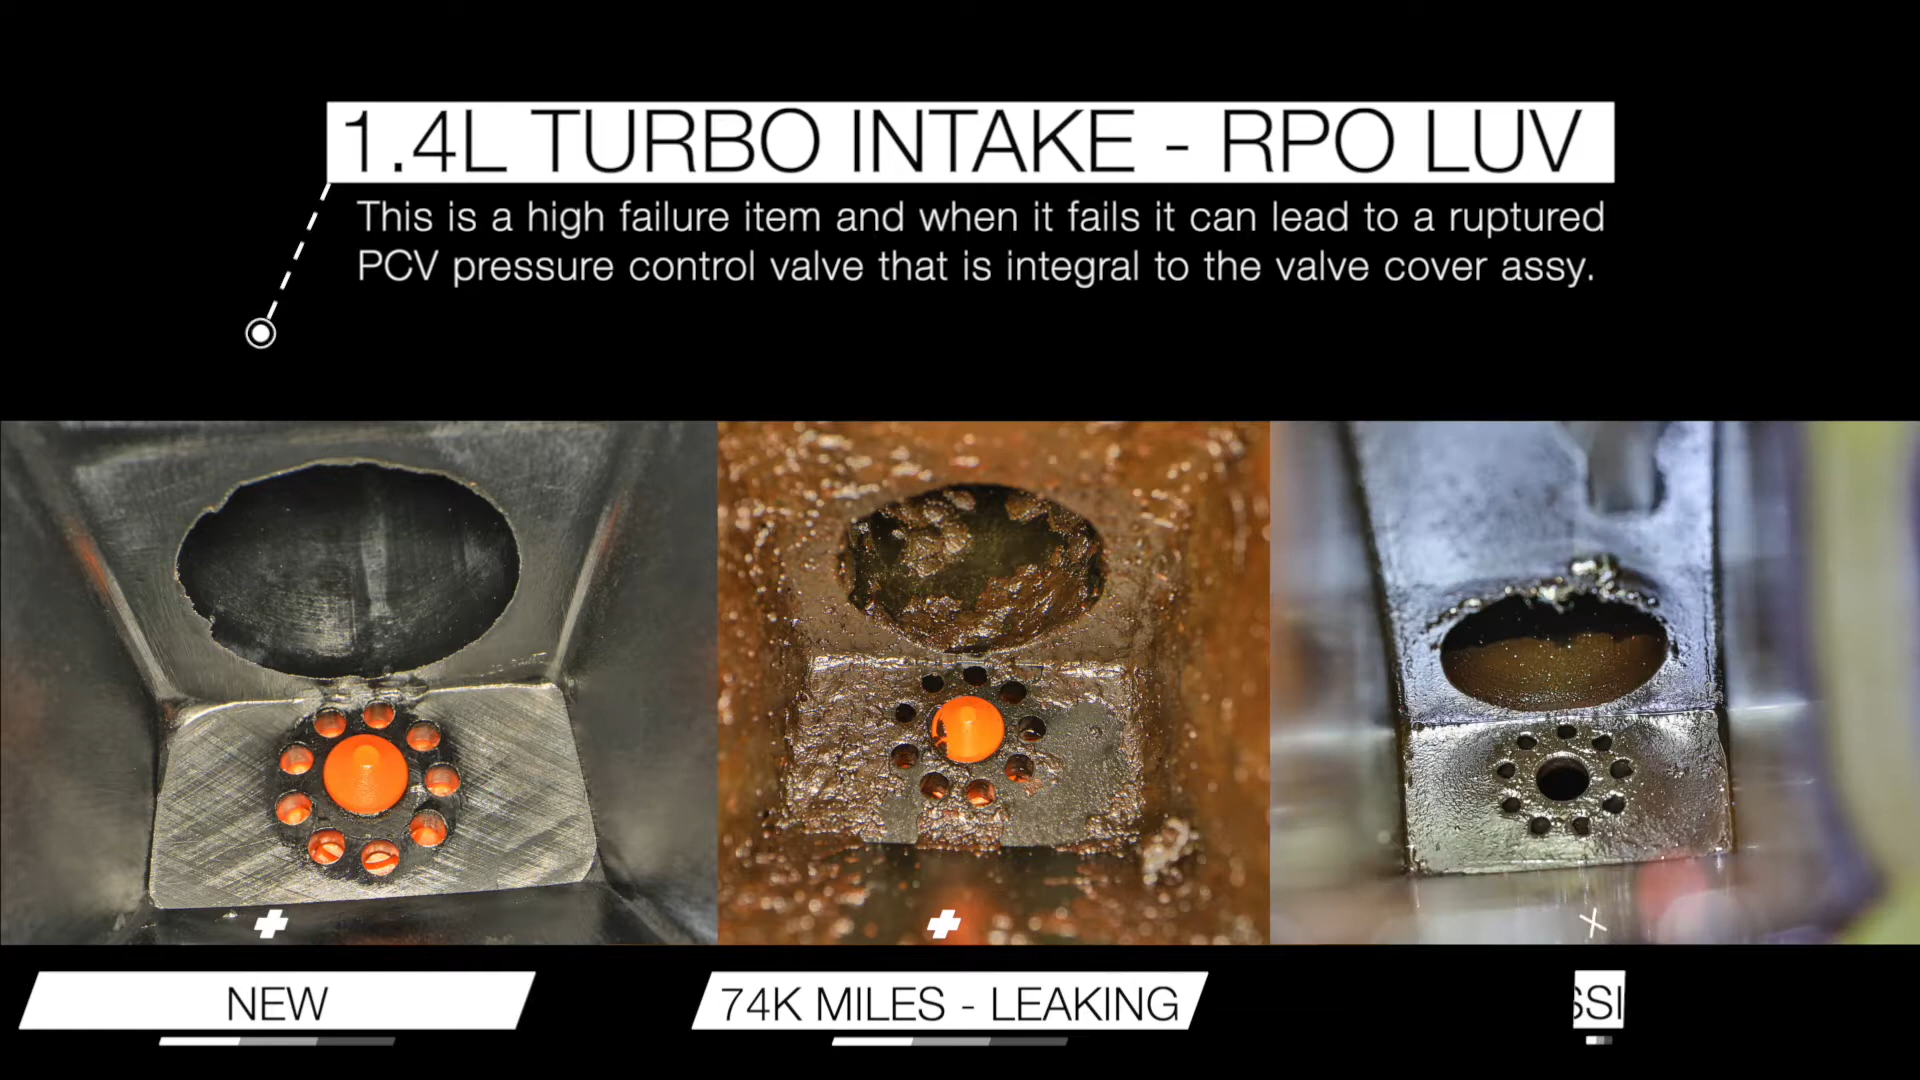 1.4L TURBO INTAKE - RPO LUV
This is a high failure item and when it fails it can lead to a ruptured
PCV pressure control valve that is integral to the valve cover assy.
NEW
74K MILES - LEAKING